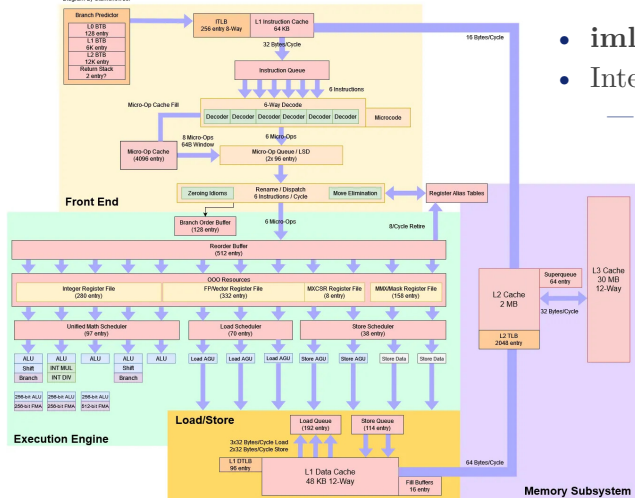 Branch Predictor
L0 BTB
128 entry
L1 BTB
6K entry
L2 BTB
12K entry
Return Stack
2 entry?
ITLB
256 entry 8-Way
L1 Instruction Cache
64 KB
32 Bytes/Cycle
16 Bytes/Cycle
Instruction Queue
6 Instructions
Micro-Op Cache Fill
6-Way Decode
Decoder Decoder Decoder Decoder Decoder Decoder
Microcode
8 Micro-Ops
64B Window
6 Micro-Ops
Micro-Op Cache
(4096 entry)
Micro-Op Queue / LSD
(2x 96 entry)
Zeroing Idioms
Rename / Dispatch
6 Instructions / Cycle
Move Elimination
Register Alias Tables
Front End
Branch Order Buffer
(128 entry)
6 Micro-Ops
8/Cycle Retire
Reorder Buffer
(512 entry)
OOO Resources
Integer Register File
(280 entry)
FP/Vector Register File
(332 entry)
MXCSR Register File
(8 entry)
MMX/Mask Register File
(158 entry)
Unified Math Scheduler
(97 entry)
Load Scheduler
(70 entry)
Store Scheduler
(38 entry)
ALU ALU ALU ALU ALU
Shift INT MUL Shift
Branch INT DIV Branch
Load AGU Load AGU Load AGU Store AGU Store AGU Store Data Store Data
256-bit ALU 256-bit ALU 256-bit ALU
256-bit FMA 256-bit FMA 512-bit FMA
Execution Engine
Load/Store
Load Queue
(192 entry)
Store Queue
(114 entry)
3x32 Bytes/Cycle Load
2x32 Bytes/Cycle Store
L1 DTLB
96 entry
L1 Data Cache
48 KB 12-Way
Fill Buffers
16 entry
64 Bytes/Cycle
L2 Cache
2 MB
L2 TLB
2048 entry
Superqueue
64 entry
32 Bytes/Cycle
L3 Cache
30 MB
12-Way
Memory Subsystem